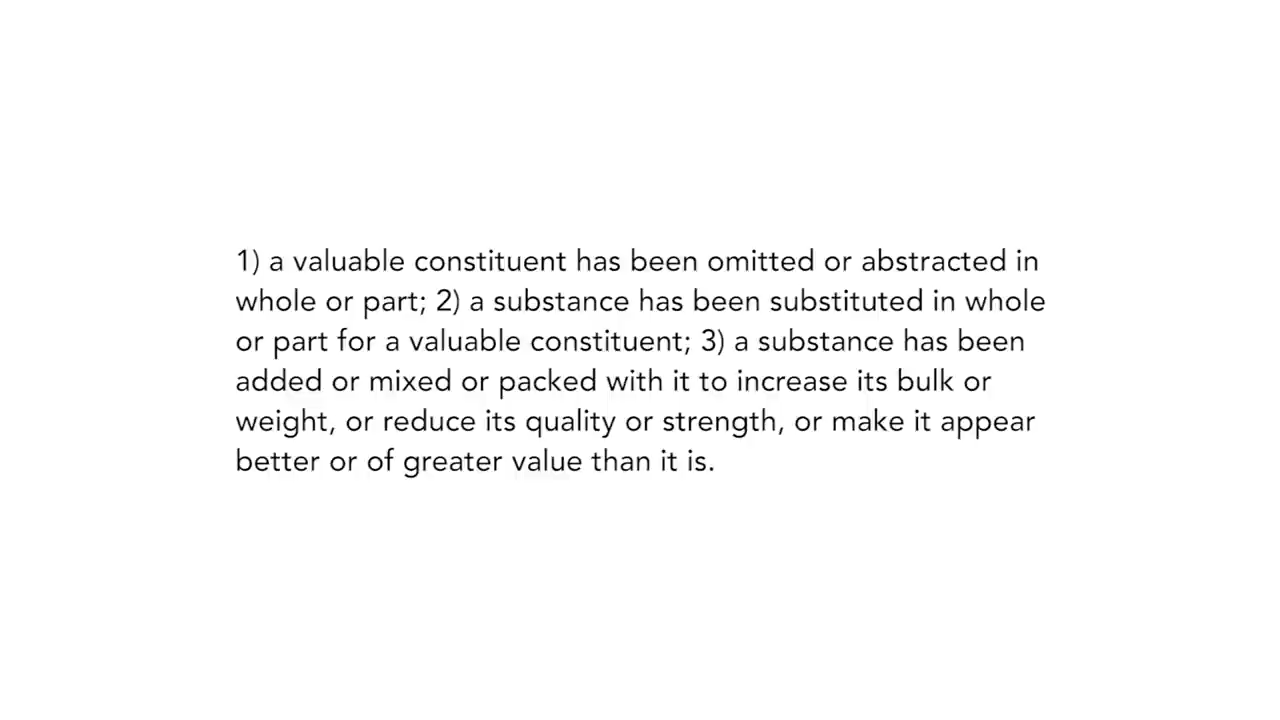 1) a valuable constituent has been omitted or abstracted in
whole or part; 2) a substance has been substituted in whole
or part for a valuable constituent; 3) a substance has been
added or mixed or packed with it to increase its bulk or
weight, or reduce its quality or strength, or make it appear
better or of greater value than it is.